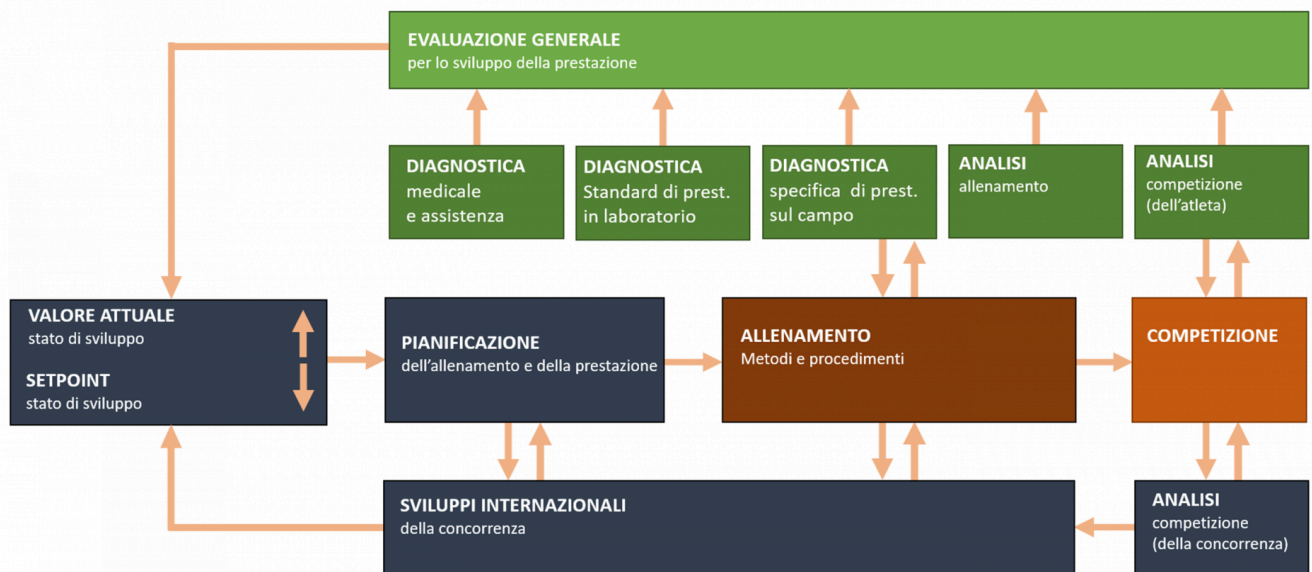 EVALUAZIONE GENERALE
per lo sviluppo della prestazione
DIAGNOSTICA
medicale
e assistenza
DIAGNOSTICA
Standard di prest.
in laboratorio
DIAGNOSTICA
specifica di prest.
sul campo
ANALISI
allenamento
ANALISI
competizione
(dell'atleta)
VALORE ATTUALE
stato di sviluppo
SETPOINT
stato di sviluppo
PIANIFICAZIONE
dell'allenamento e della prestazione
ALLENAMENTO
Metodi e procedimenti
COMPETIZIONE
SVILUPPI INTERNAZIONALI
della concorrenza
ANALISI
competizione
(della concorrenza)